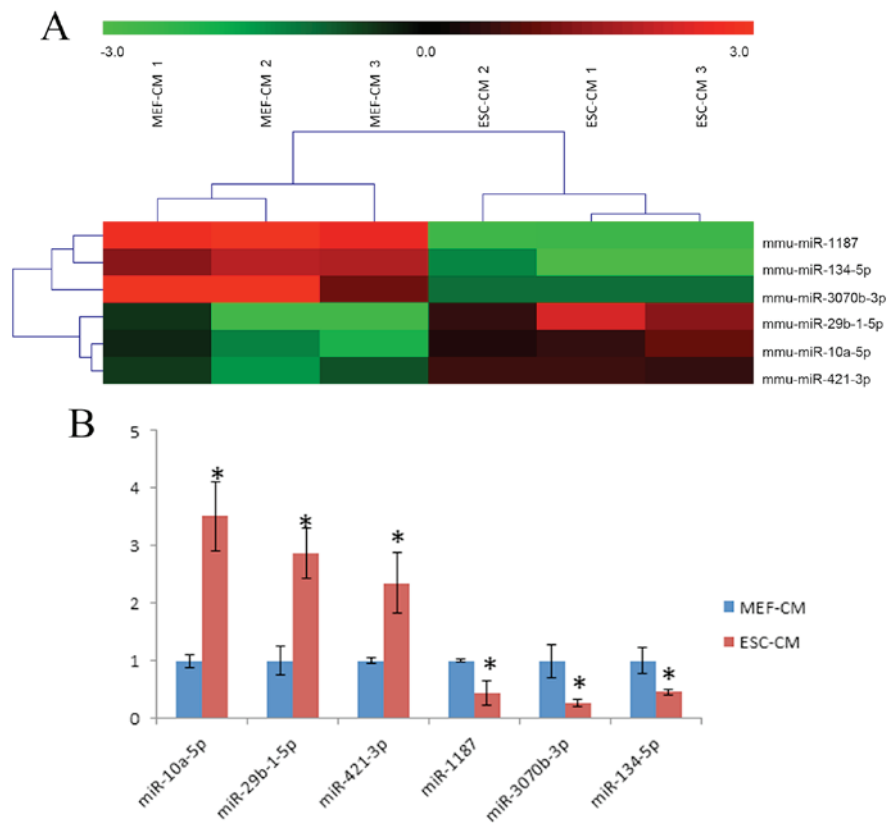 A
-3.0 0.0 3.0
MEF-CM 1
MEF-CM 2
MEF-CM 3
ESC-CM 2
ESC-CM 1
ESC-CM 3
mmu-miR-1187
mmu-miR-134-5p
mmu-miR-3070b-3p
mmu-miR-29b-1-5p
mmu-miR-10a-5p
mmu-miR-421-3p
B
5
4
3
2
1
0
* * * * * *
MEF-CM
ESC-CM
miR-10a-5p
miR-29b-1-5p
miR-421-3p
miR-1187
miR-3070b-3p
miR-134-5p